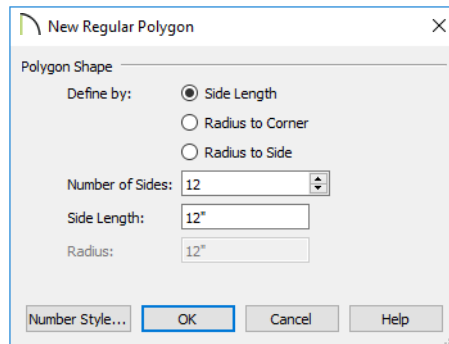 New Regular Polygon
Polygon Shape
Define by: Side Length
Radius to Corner
Radius to Side
Number of Sides: 12
Side Length: 12"
Radius: 12"
Number Style... OK Cancel Help